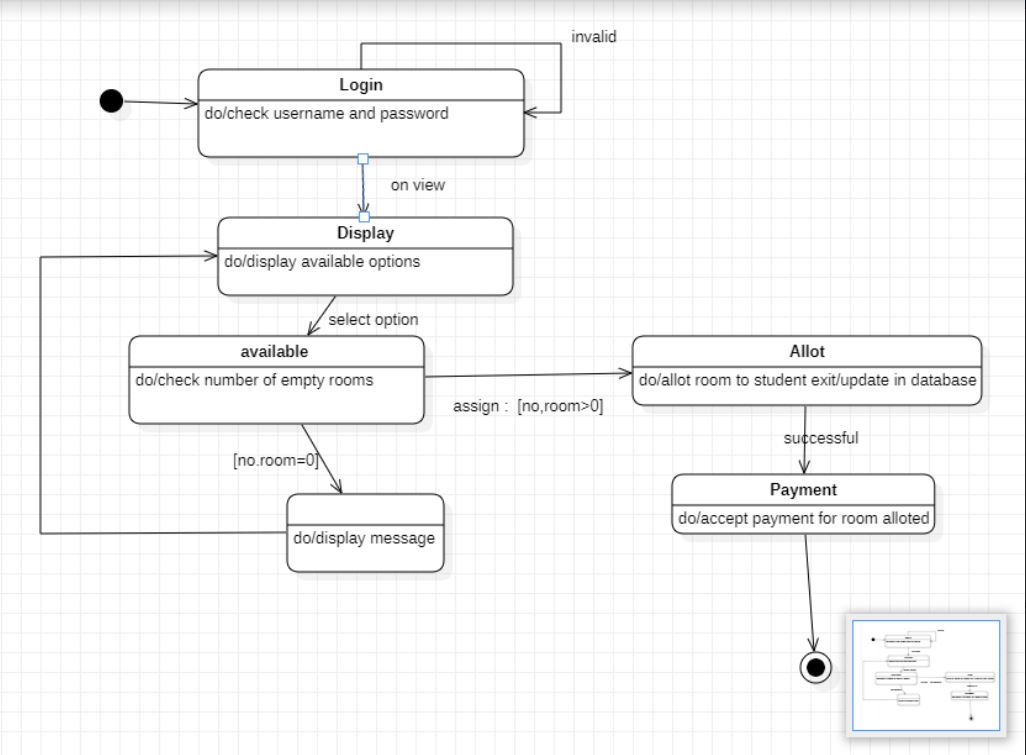 invalid
Login
do/check username and password
on view
Display
do/display available options
select option
available
do/check number of empty rooms
Allot
do/allot room to student exit/update in database
assign :  [no,room>0]
successful
[no.room=0]
Payment
do/accept payment for room alloted
do/display message